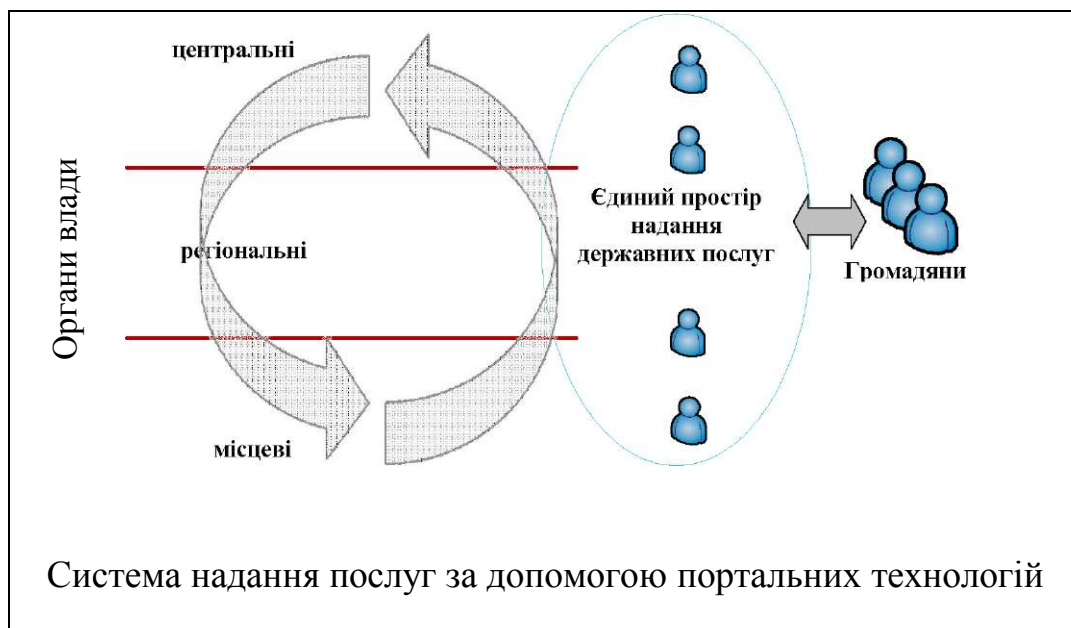 центральні
Органи влади
регіональні
місцеві
Єдиний простір
надання
державних послуг
Громадяни
Система надання послуг за допомогою портальних технологій